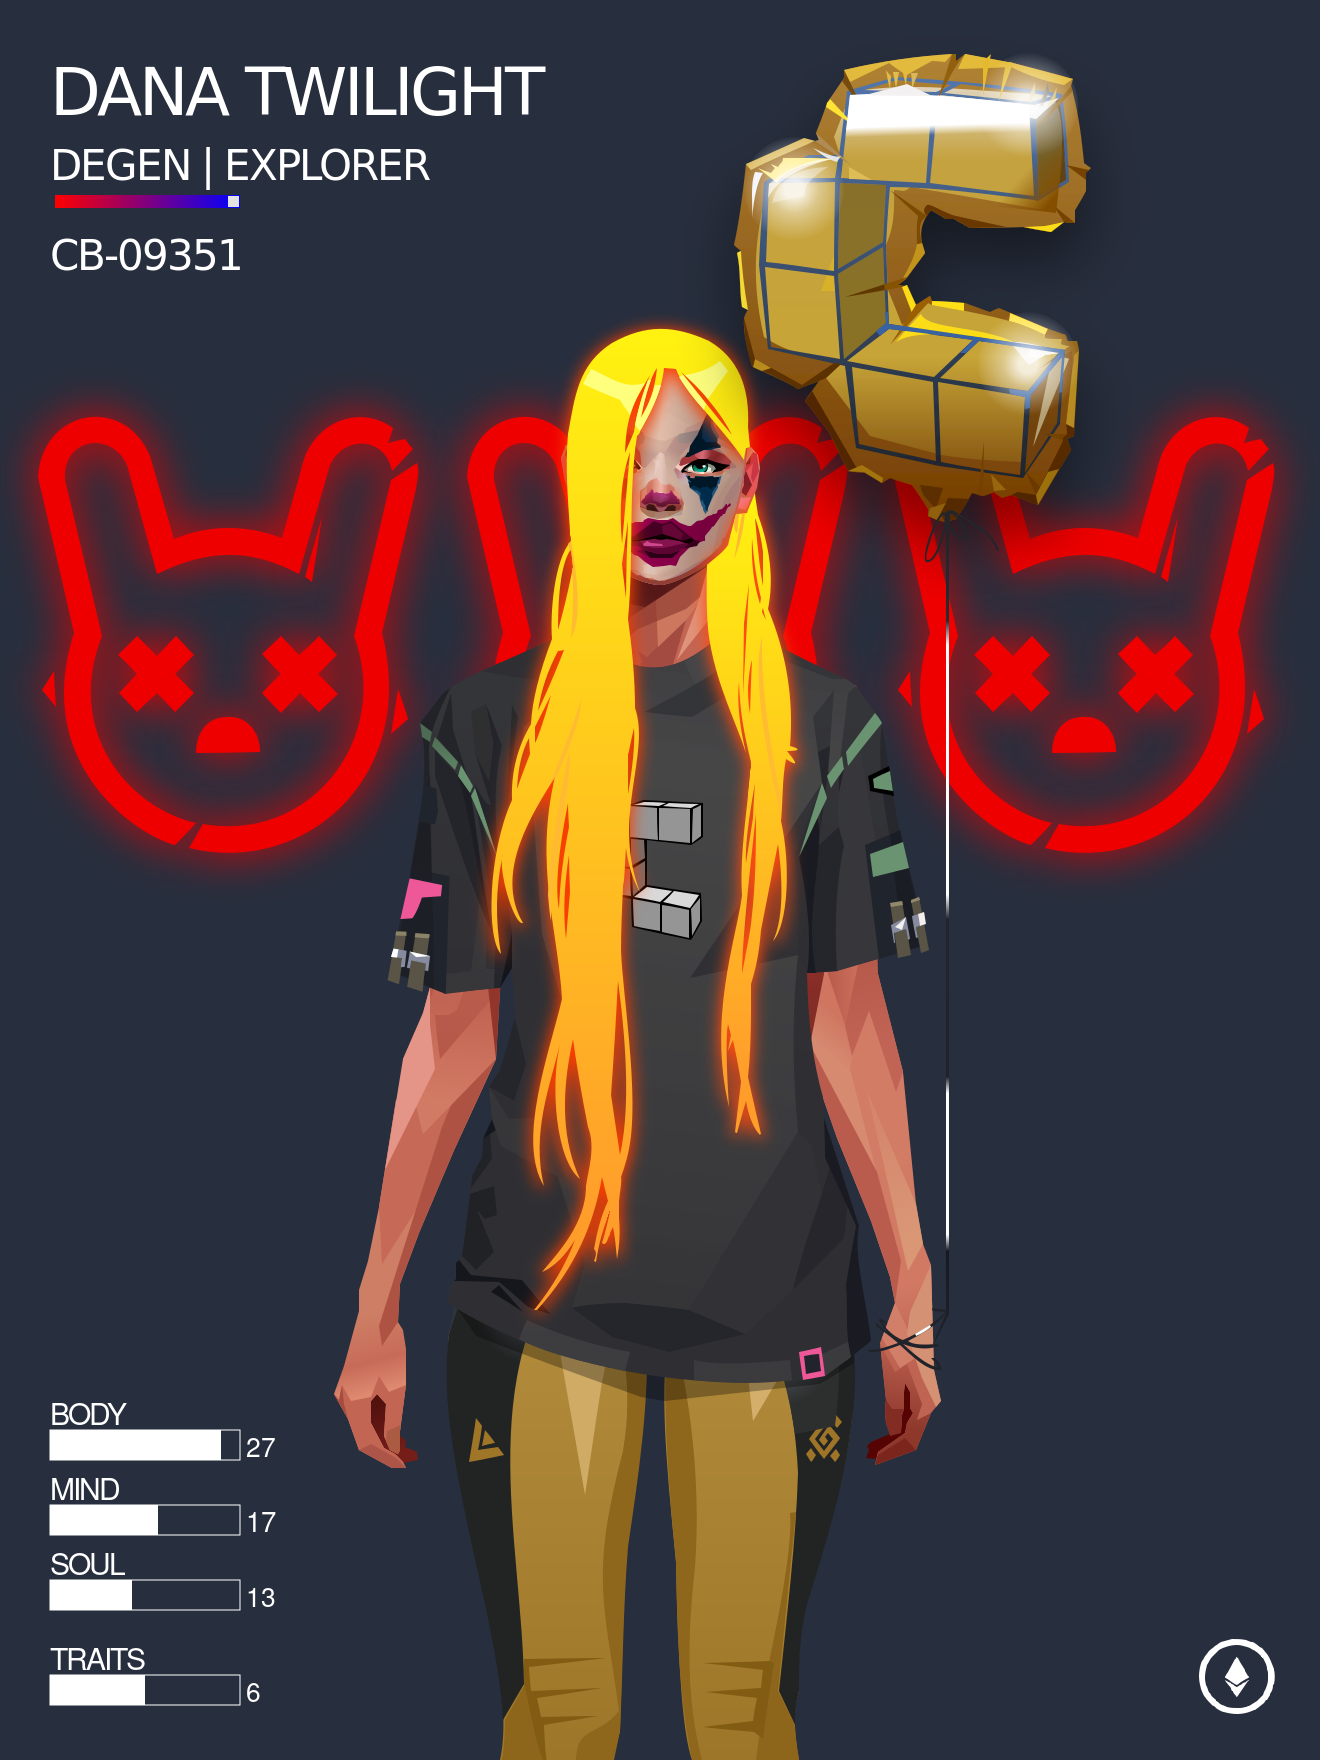 DANA TWILIGHT
DEGEN | EXPLORER
CB-09351
BODY
27
MIND
17
SOUL
13
TRAITS
6